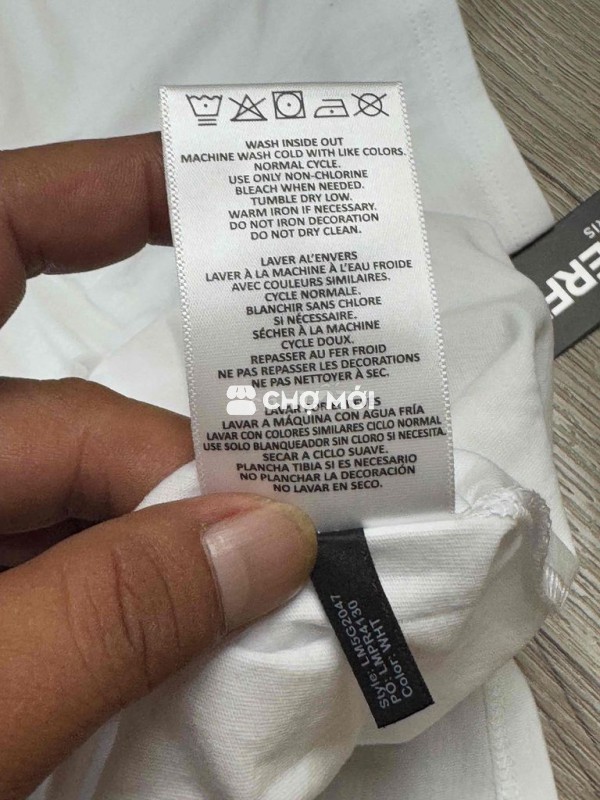 WASH INSIDE OUT
MACHINE WASH COLD WITH LIKE COLORS.
NORMAL CYCLE.
USE ONLY NON-CHLORINE
BLEACH WHEN NEEDED.
TUMBLE DRY LOW.
WARM IRON IF NECESSARY.
DO NOT IRON DECORATION
DO NOT DRY CLEAN.
LAVER AL'ENVERS
LAVER À LA MACHINE À L'EAU FROIDE
AVEC COULEURS SIMILAIRES.
CYCLE NORMALE.
BLANCHIR SANS CHLORE
SI NÉCESSAIRE.
SÉCHER À LA MACHINE
CYCLE DOUX.
REPASSER AU FER FROID
NE PAS REPASSER LES DECORATIONS
NE PAS NETTOYER À SEC.
CHỢ MỚI
LAVAR
LAVAR A MÁQUINA CON AGUA FRÍA
LAVAR CON COLORES SIMILARES CICLO NORMAL
USE SOLO BLANQUEADOR SIN CLORO SI NECESITA.
SECAR A CICLO SUAVE.
PLANCHA TIBIA SI ES NECESARIO
NO PLANCHAR LA DECORACIÓN
NO LAVAR EN SECO.
Style: LM5G2047
PO: LMPR4130
Color: WHT